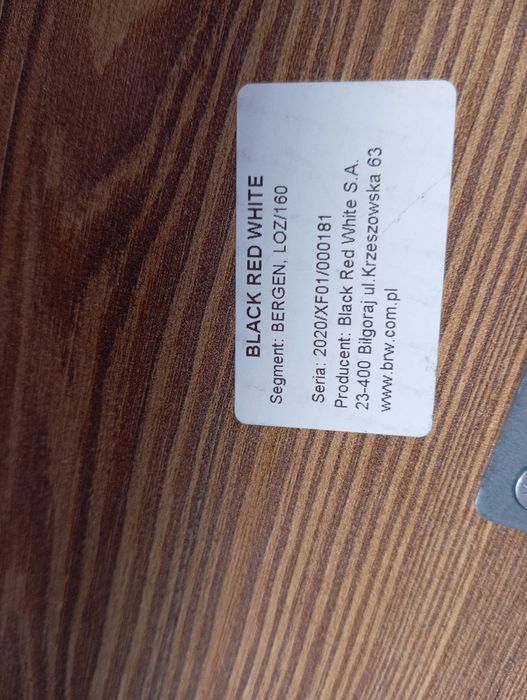 BLACK RED WHITE
Segment: BERGEN, LOZ/160
Seria: 2020/XF01/000181
Producent: Black Red White S.A.
23-400 Biłgoraj ul.Krzeszowska 63
www.brw.com.pl